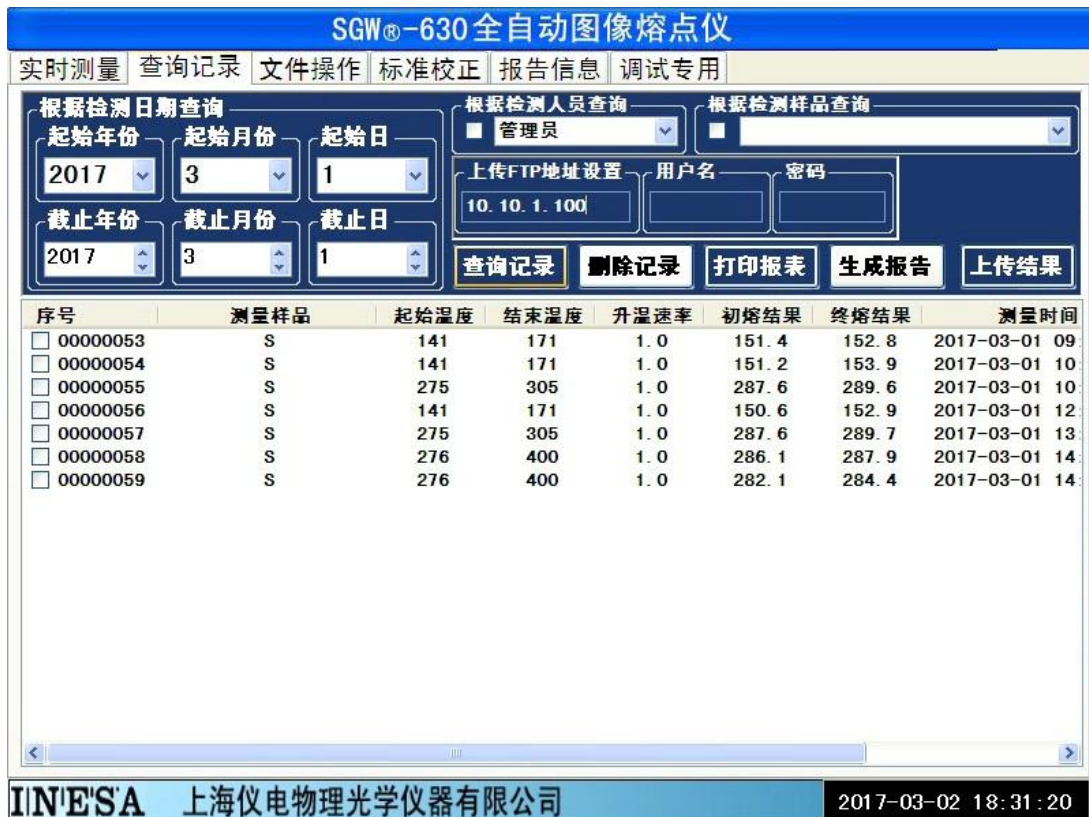 SGW®-630全自动图像熔点仪
实时测量 查询记录 文件操作 标准校正 报告信息 调试专用
根据检测日期查询 根据检测人员查询 根据检测样品查询
起始年份 起始月份 起始日 管理员
2017 3 1 上传FTP地址设置 用户名 密码
截止年份 截止月份 截止日 10. 10. 1. 100
2017 3 1 查询记录 删除记录 打印报表 生成报告 上传结果
序号 测量样品 起始温度 结束温度 升温速率 初熔结果 终熔结果 测量时间
00000053 S 141 171 1.0 151.4 152.8 2017-03-01 09:
00000054 S 141 171 1.0 151.2 153.9 2017-03-01 10:
00000055 S 275 305 1.0 287.6 289.6 2017-03-01 10:
00000056 S 141 171 1.0 150.6 152.9 2017-03-01 12:
00000057 S 275 305 1.0 287.6 289.7 2017-03-01 13:
00000058 S 276 400 1.0 286.1 287.9 2017-03-01 14:
00000059 S 276 400 1.0 282.1 284.4 2017-03-01 14:
INESA 上海仪电物理光学仪器有限公司 2017-03-02 18:31:20